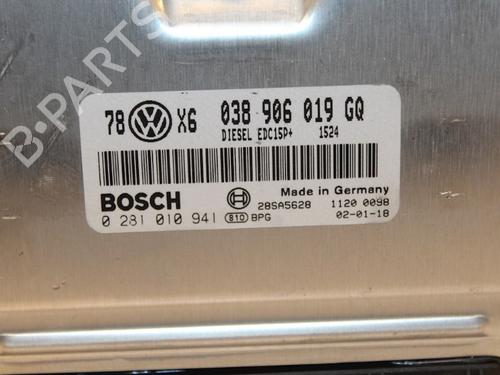 B-PARTS
78 VW X6 038 906 019 GQ
DIESEL EDC15P+ 1524
BOSCH
Made in Germany
28SA5628 1120 0098
0 281 010 941 810 BPG 02-01-18